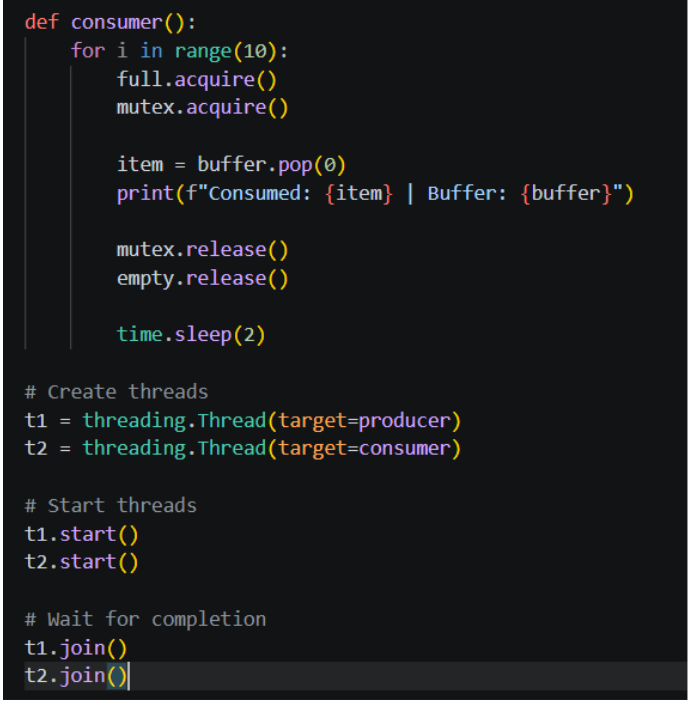 def consumer():
    for i in range(10):
        full.acquire()
        mutex.acquire()

        item = buffer.pop(0)
        print(f"Consumed: {item} | Buffer: {buffer}")

        mutex.release()
        empty.release()

        time.sleep(2)

# Create threads
t1 = threading.Thread(target=producer)
t2 = threading.Thread(target=consumer)

# Start threads
t1.start()
t2.start()

# Wait for completion
t1.join()
t2.join()